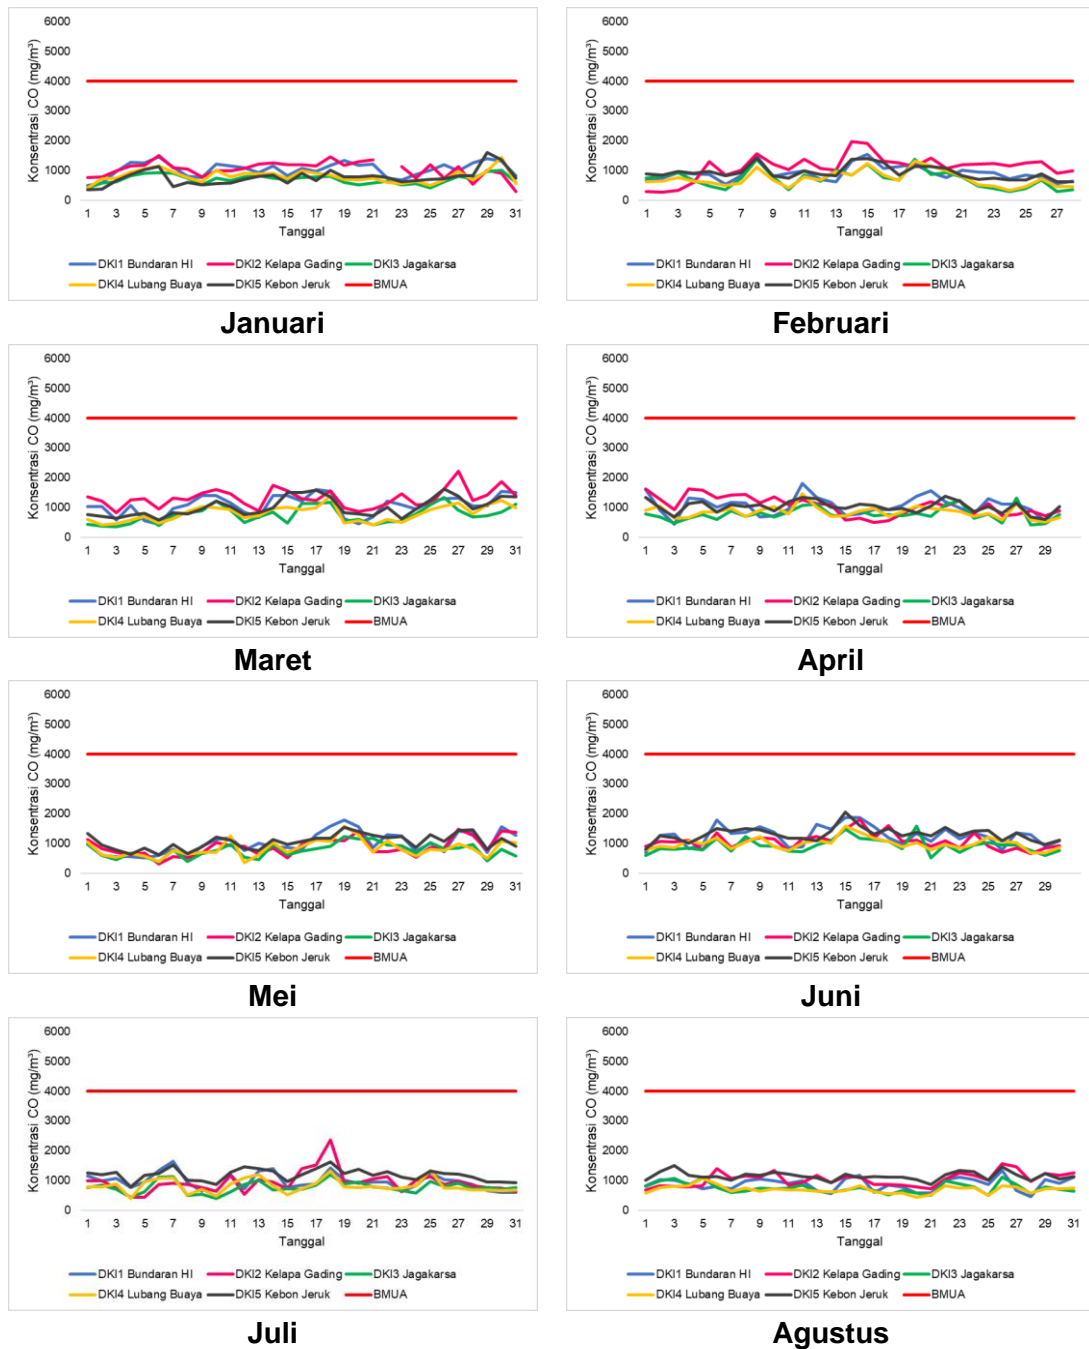 6000
5000
4000
3000
2000
1000
0
Konsentrasi CO (mg/m³)
1 3 5 7 9 11 13 15 17 19 21 23 25 27 29 31
Tanggal
DKI1 Bundaran HI DKI2 Kelapa Gading DKI3 Jagakarsa
DKI4 Lubang Buaya DKI5 Kebon Jeruk BMUA
Januari
6000
5000
4000
3000
2000
1000
0
Konsentrasi CO (mg/m³)
1 3 5 7 9 11 13 15 17 19 21 23 25 27
Tanggal
DKI1 Bundaran HI DKI2 Kelapa Gading DKI3 Jagakarsa
DKI4 Lubang Buaya DKI5 Kebon Jeruk BMUA
Februari
6000
5000
4000
3000
2000
1000
0
Konsentrasi CO (mg/m³)
1 3 5 7 9 11 13 15 17 19 21 23 25 27 29 31
Tanggal
DKI1 Bundaran HI DKI2 Kelapa Gading DKI3 Jagakarsa
DKI4 Lubang Buaya DKI5 Kebon Jeruk BMUA
Maret
6000
5000
4000
3000
2000
1000
0
Konsentrasi CO (mg/m³)
1 3 5 7 9 11 13 15 17 19 21 23 25 27 29
Tanggal
DKI1 Bundaran HI DKI2 Kelapa Gading DKI3 Jagakarsa
DKI4 Lubang Buaya DKI5 Kebon Jeruk BMUA
April
6000
5000
4000
3000
2000
1000
0
Konsentrasi CO (mg/m³)
1 3 5 7 9 11 13 15 17 19 21 23 25 27 29 31
Tanggal
DKI1 Bundaran HI DKI2 Kelapa Gading DKI3 Jagakarsa
DKI4 Lubang Buaya DKI5 Kebon Jeruk BMUA
Mei
6000
5000
4000
3000
2000
1000
0
Konsentrasi CO (mg/m³)
1 3 5 7 9 11 13 15 17 19 21 23 25 27 29
Tanggal
DKI1 Bundaran HI DKI2 Kelapa Gading DKI3 Jagakarsa
DKI4 Lubang Buaya DKI5 Kebon Jeruk BMUA
Juni
6000
5000
4000
3000
2000
1000
0
Konsentrasi CO (mg/m³)
1 3 5 7 9 11 13 15 17 19 21 23 25 27 29 31
Tanggal
DKI1 Bundaran HI DKI2 Kelapa Gading DKI3 Jagakarsa
DKI4 Lubang Buaya DKI5 Kebon Jeruk BMUA
Juli
6000
5000
4000
3000
2000
1000
0
Konsentrasi CO (mg/m³)
1 3 5 7 9 11 13 15 17 19 21 23 25 27 29 31
Tanggal
DKI1 Bundaran HI DKI2 Kelapa Gading DKI3 Jagakarsa
DKI4 Lubang Buaya DKI5 Kebon Jeruk BMUA
Agustus